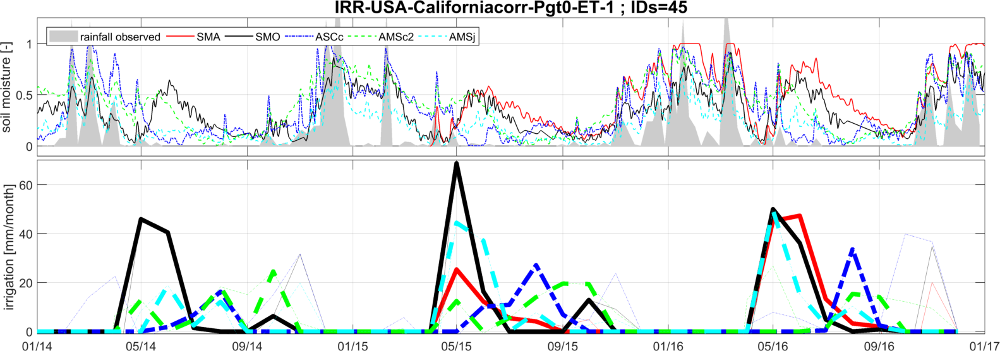 IRR-USA-Californiacorr-Pgt0-ET-1 ; IDs=45
rainfall observed SMA SMO ASCc AMSc2 AMSj
soil moisture [-]
1
0.5
0
irrigation [mm/month]
60
40
20
0
01/14 05/14 09/14 01/15 05/15 09/15 01/16 05/16 09/16 01/17